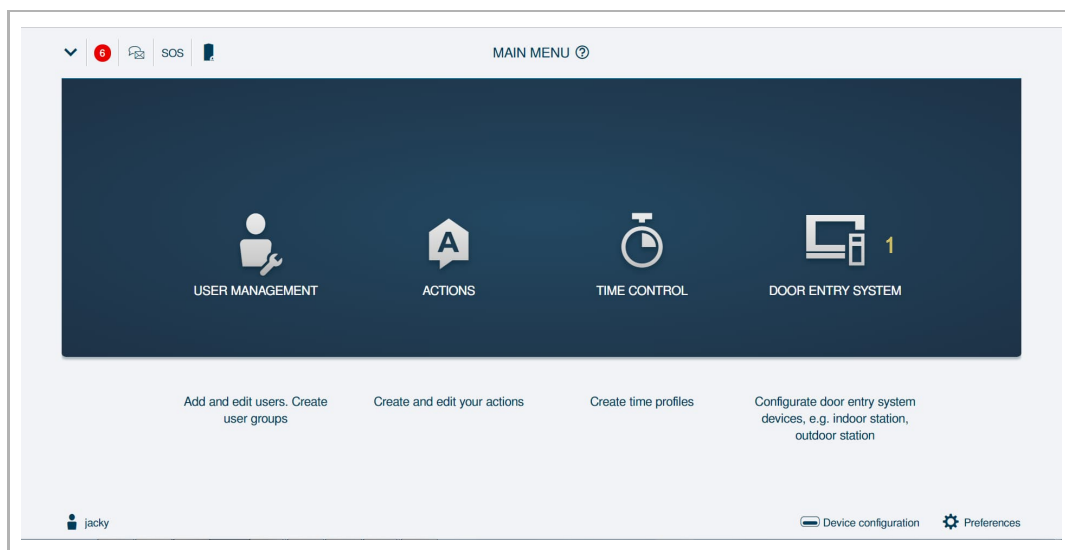 6
SOS
MAIN MENU ?
A
1
USER MANAGEMENT
ACTIONS
TIME CONTROL
DOOR ENTRY SYSTEM
Add and edit users. Create
user groups
Create and edit your actions
Create time profiles
Configurate door entry system
devices, e.g. indoor station,
outdoor station
jacky
Device configuration
Preferences